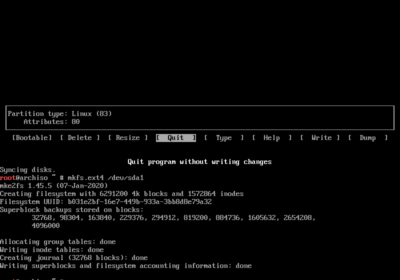 Partition type: Linux (83)
Attributes: 80
[Bootable] [ Delete ] [ Resize ] [ Quit ] [ Type ] [ Help ] [ Write ] [ Dump ]
Quit program without writing changes
Syncing disks.
root@archiso ~ # mkfs.ext4 /dev/sda1
mke2fs 1.45.5 (07-Jan-2020)
Creating filesystem with 6291200 4k blocks and 1572864 inodes
Filesystem UUID: b031e2bf-16e7-449b-933a-3bb8d8e79a32
Superblock backups stored on blocks:
32768, 98304, 163840, 229376, 294912, 819200, 884736, 1605632, 2654208,
4096000
Allocating group tables: done
Writing inode tables: done
Creating journal (32768 blocks): done
Writing superblocks and filesystem accounting information: done